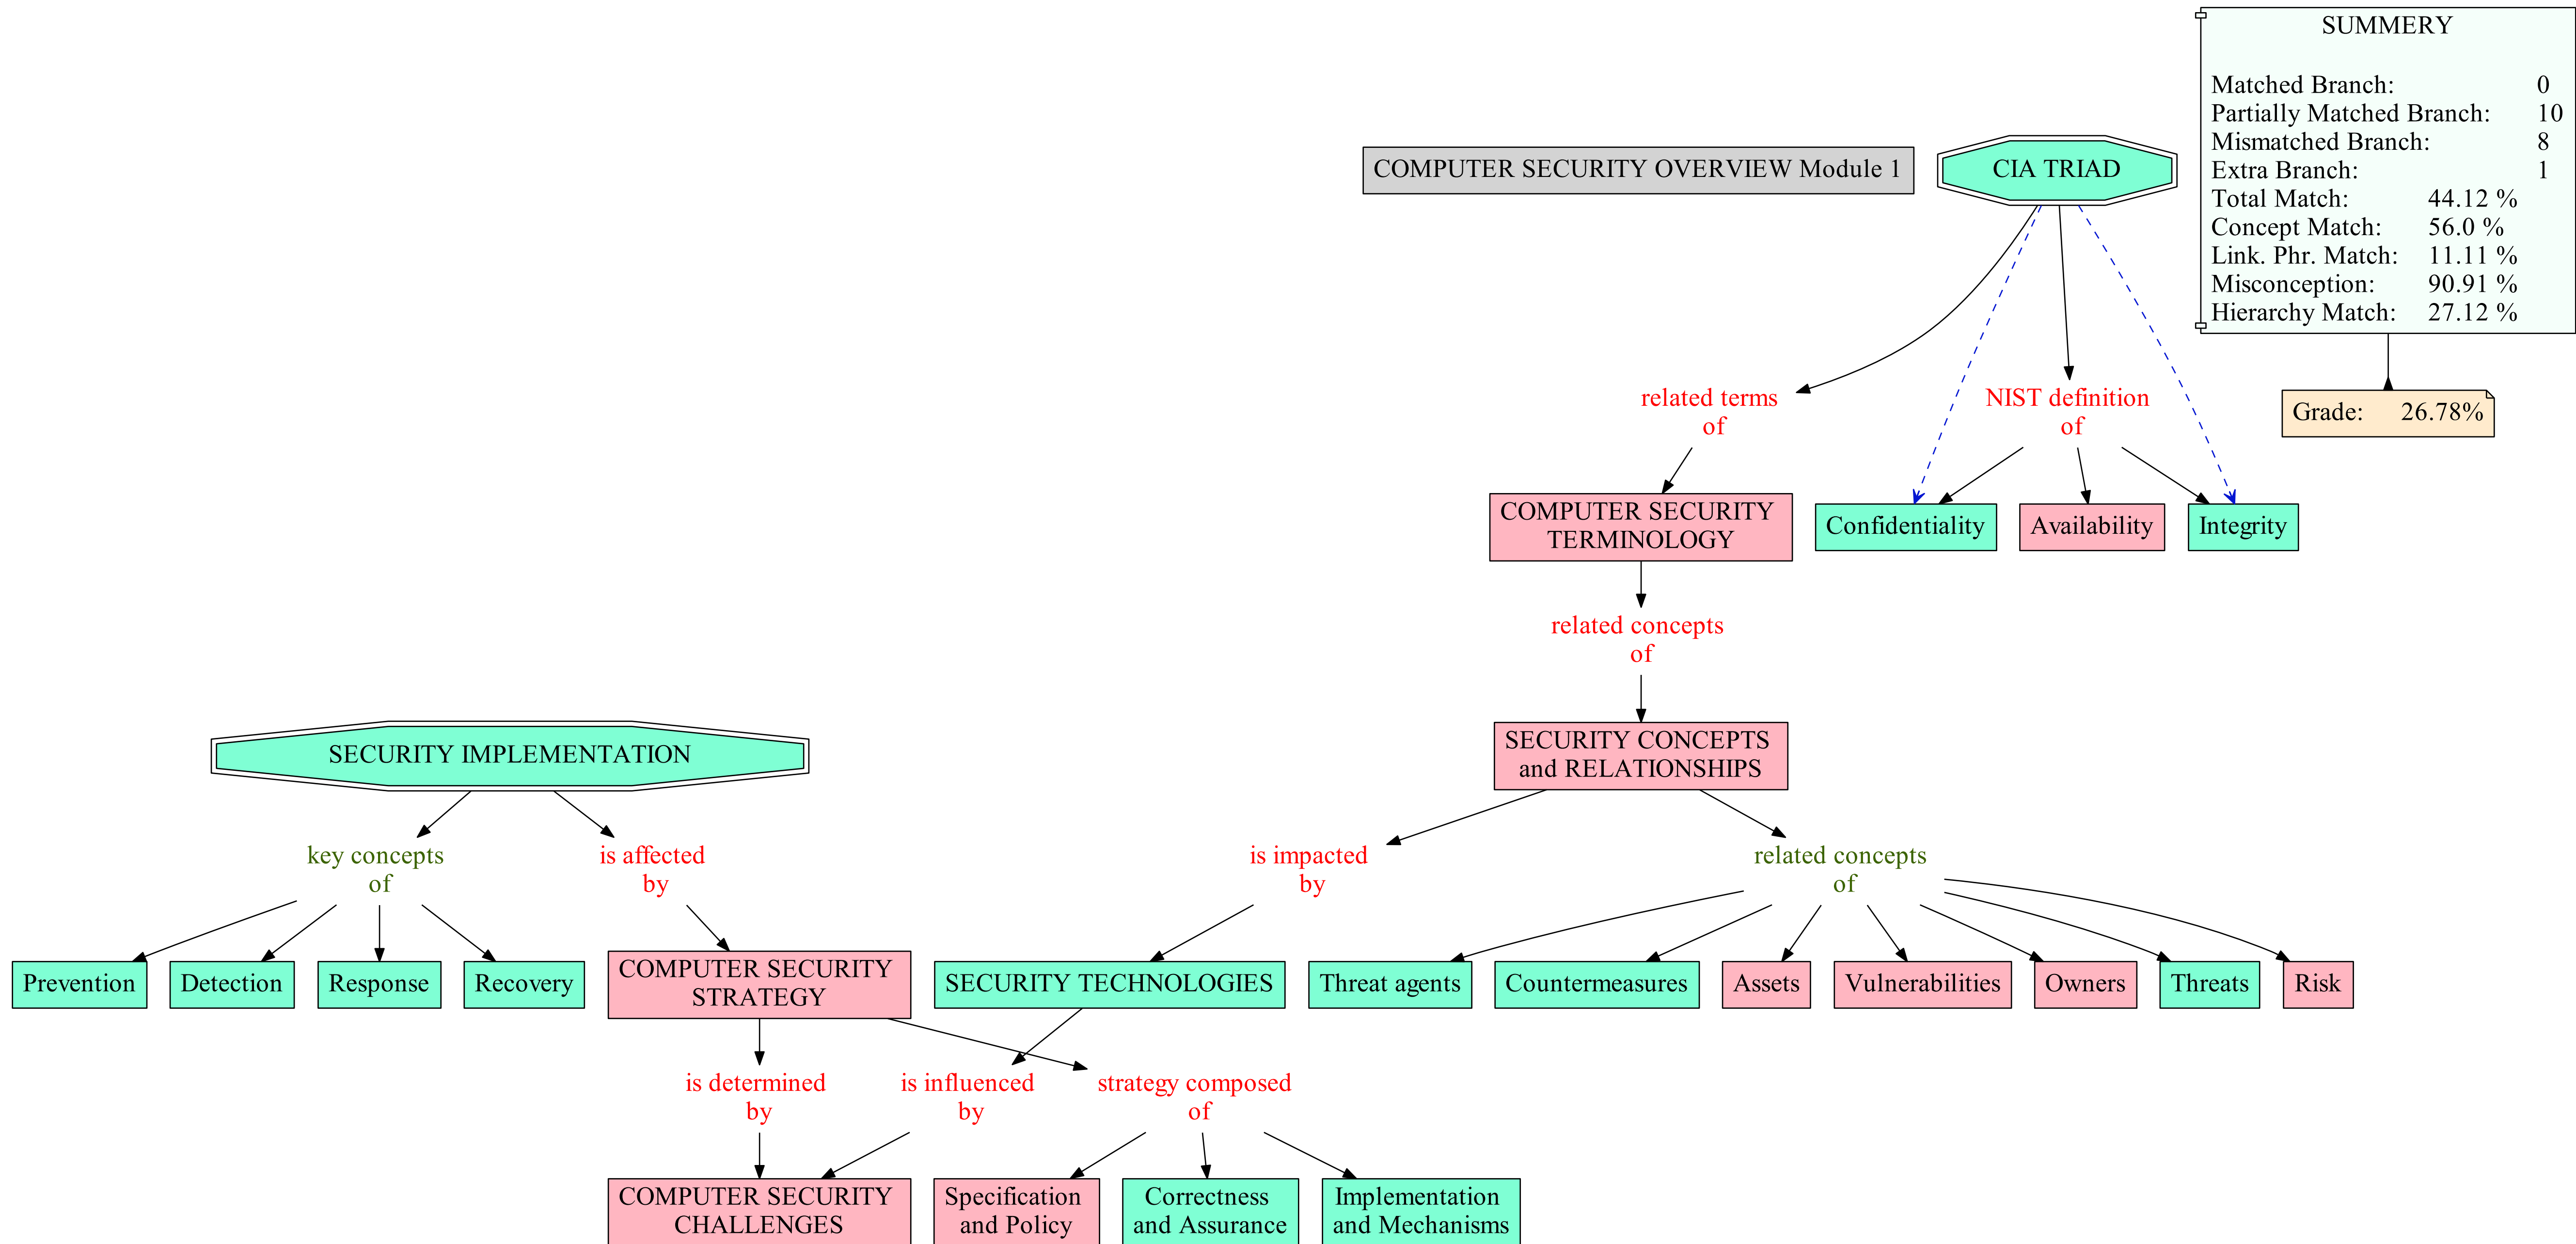 SUMMERY
Matched Branch: 0
Partially Matched Branch: 10
Mismatched Branch: 8
Extra Branch: 1
Total Match: 44.12 %
Concept Match: 56.0 %
Link. Phr. Match: 11.11 %
Misconception: 90.91 %
Hierarchy Match: 27.12 %
COMPUTER SECURITY OVERVIEW Module 1
CIA TRIAD
Grade: 26.78%
related terms
of
NIST definition
of
COMPUTER SECURITY
TERMINOLOGY
Confidentiality
Availability
Integrity
related concepts
of
SECURITY IMPLEMENTATION
SECURITY CONCEPTS
and RELATIONSHIPS
key concepts
of
is affected
by
is impacted
by
related concepts
of
Prevention
Detection
Response
Recovery
COMPUTER SECURITY
STRATEGY
SECURITY TECHNOLOGIES
Threat agents
Countermeasures
Assets
Vulnerabilities
Owners
Threats
Risk
is determined
by
is influenced
by
strategy composed
of
COMPUTER SECURITY
CHALLENGES
Specification
and Policy
Correctness
and Assurance
Implementation
and Mechanisms